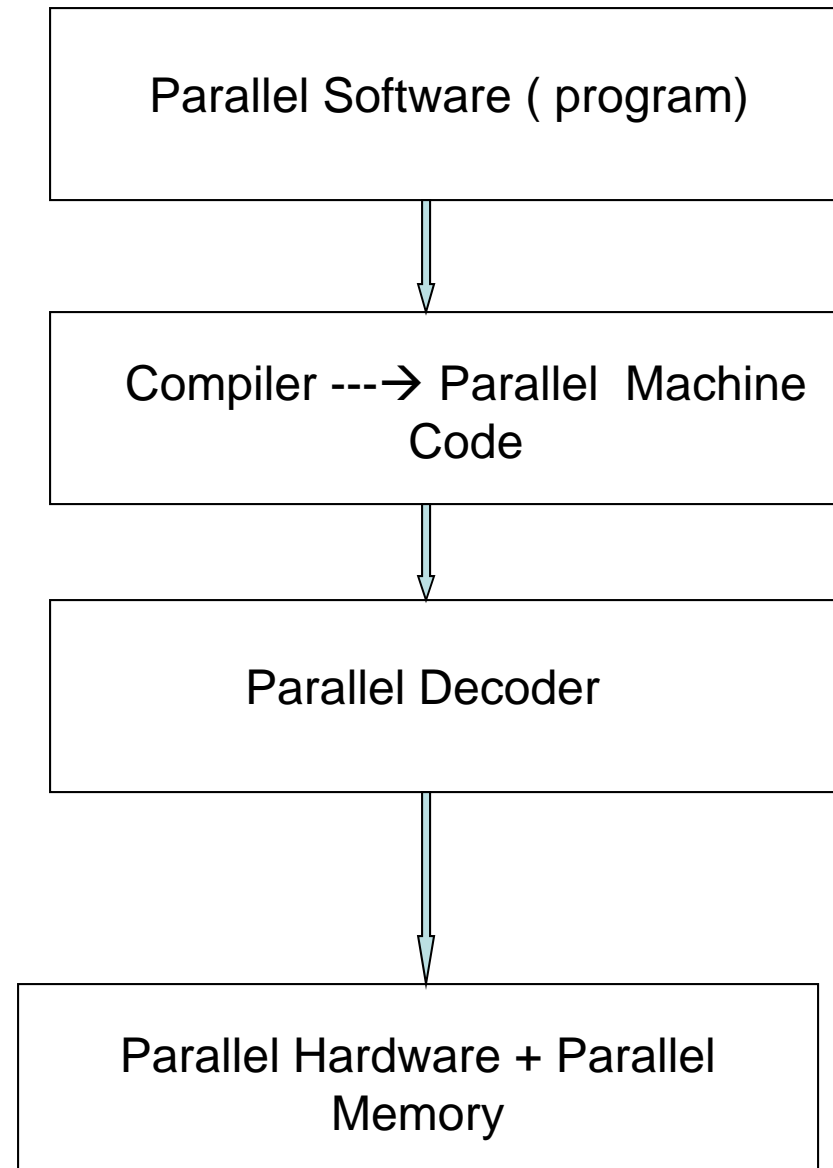 Parallel Software ( program)
Compiler ---→ Parallel  Machine
Code
Parallel Decoder
Parallel Hardware + Parallel
Memory